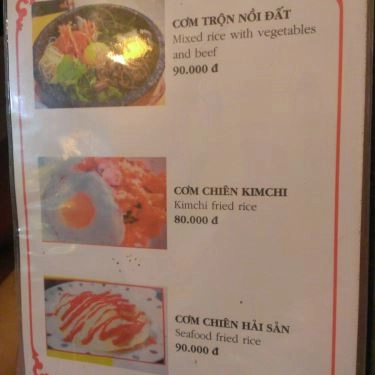 CƠM TRỘN NỒI ĐẤT
Mixed rice with vegetables
and beef
90.000 đ
CƠM CHIÊN KIMCHI
Kimchi fried rice
80.000 đ
CƠM CHIÊN HẢI SẢN
Seafood fried rice
90.000 đ